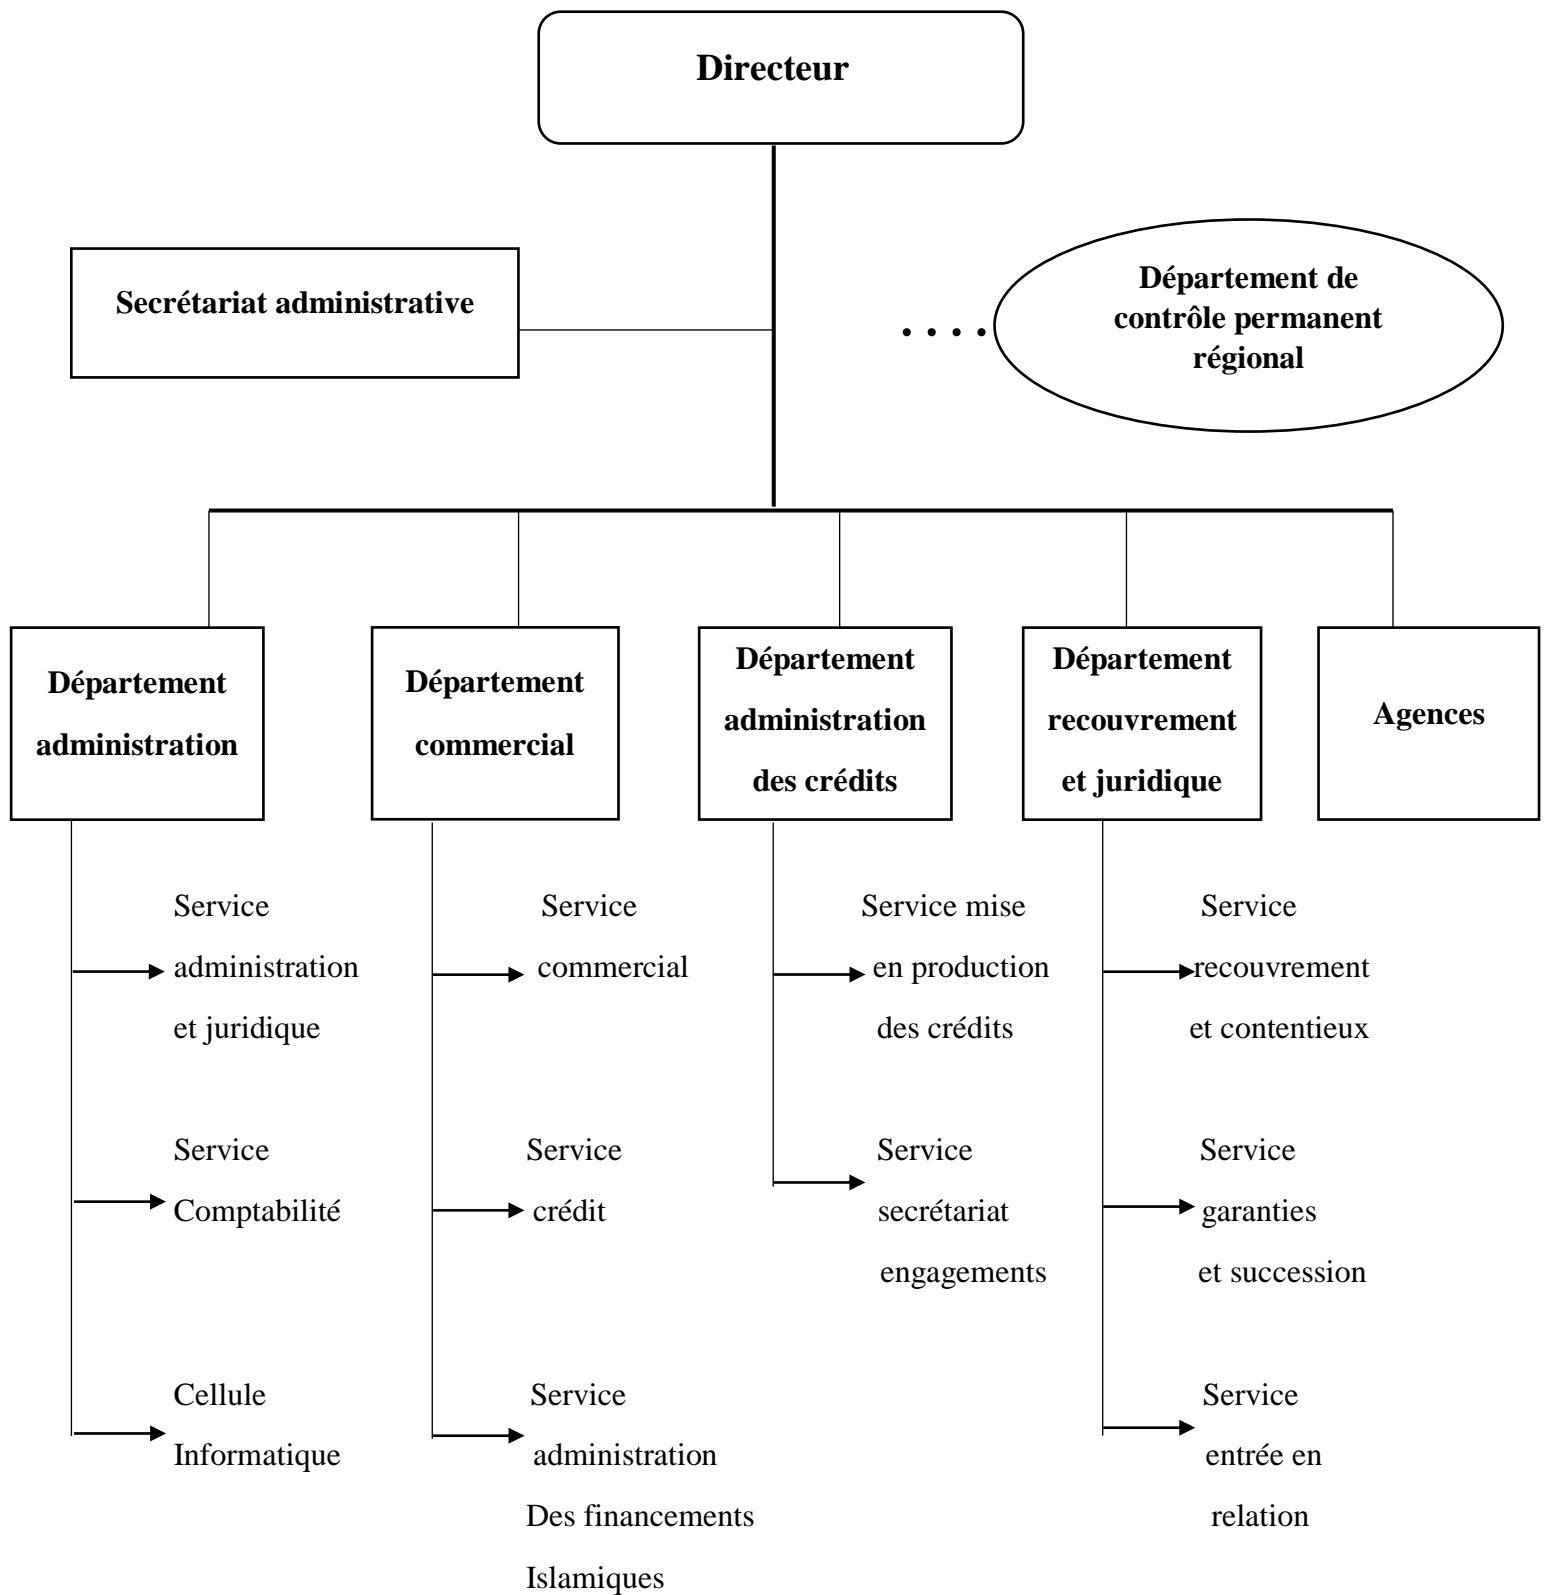 Directeur
Secrétariat administrative
Département de
contrôle permanent
régional
Département
administration
Département
commercial
Département
administration
des crédits
Département
recouvrement
et juridique
Agences
Service
administration
et juridique
Service
Comptabilité
Cellule
Informatique
Service
commercial
Service
crédit
Service
administration
Des financements
Islamiques
Service mise
en production
des crédits
Service
secrétariat
engagements
Service
recouvrement
et contentieux
Service
garanties
et succession
Service
entrée en
relation